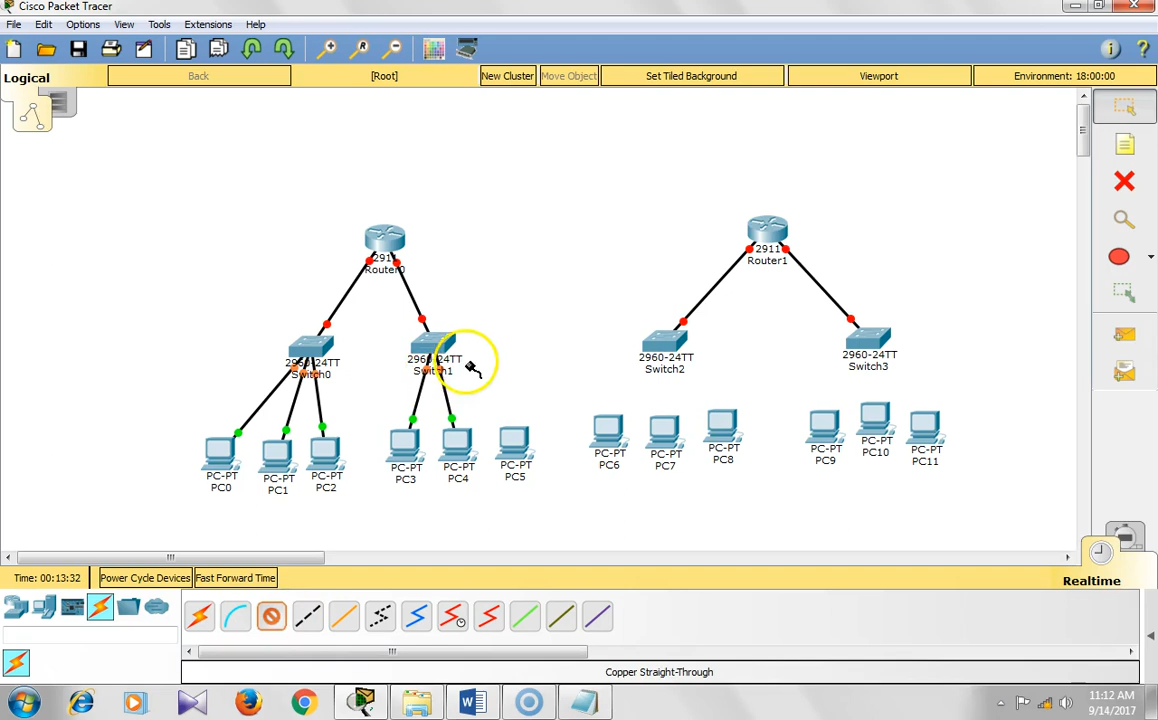 Cisco Packet Tracer
File Edit Options View Tools Extensions Help
Logical Back [Root] New Cluster Move Object Set Tiled Background Viewport Environment: 18:00:00
2911
Router0
2911
Router1
2960-24TT
Switch0
2960-24TT
Switch1
2960-24TT
Switch2
2960-24TT
Switch3
PC-PT
PC0
PC-PT
PC1
PC-PT
PC2
PC-PT
PC3
PC-PT
PC4
PC-PT
PC5
PC-PT
PC6
PC-PT
PC7
PC-PT
PC8
PC-PT
PC9
PC-PT
PC10
PC-PT
PC11
Time: 00:13:32 Power Cycle Devices Fast Forward Time
Realtime
Copper Straight-Through
11:12 AM
9/14/2017